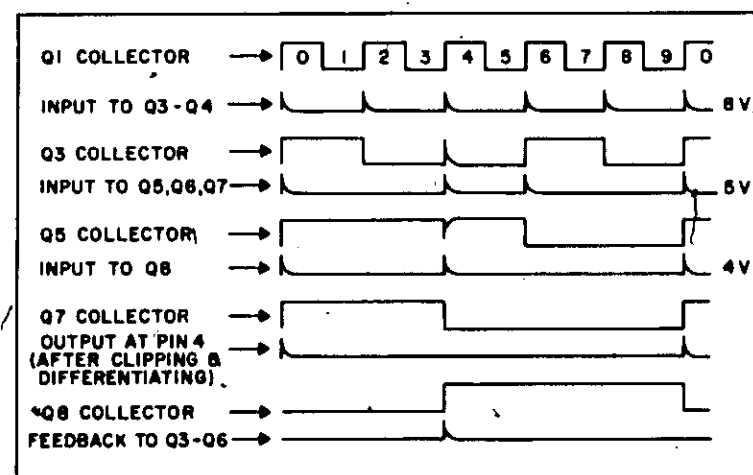 Q1 COLLECTOR 0 1 2 3 4 5 6 7 8 9 0
INPUT TO Q3-Q4 6V
Q3 COLLECTOR
INPUT TO Q5,Q6,Q7 5V
Q5 COLLECTOR
INPUT TO Q8 4V
Q7 COLLECTOR
OUTPUT AT PIN 4
(AFTER CLIPPING &
DIFFERENTIATING)
Q8 COLLECTOR
FEEDBACK TO Q3-Q6